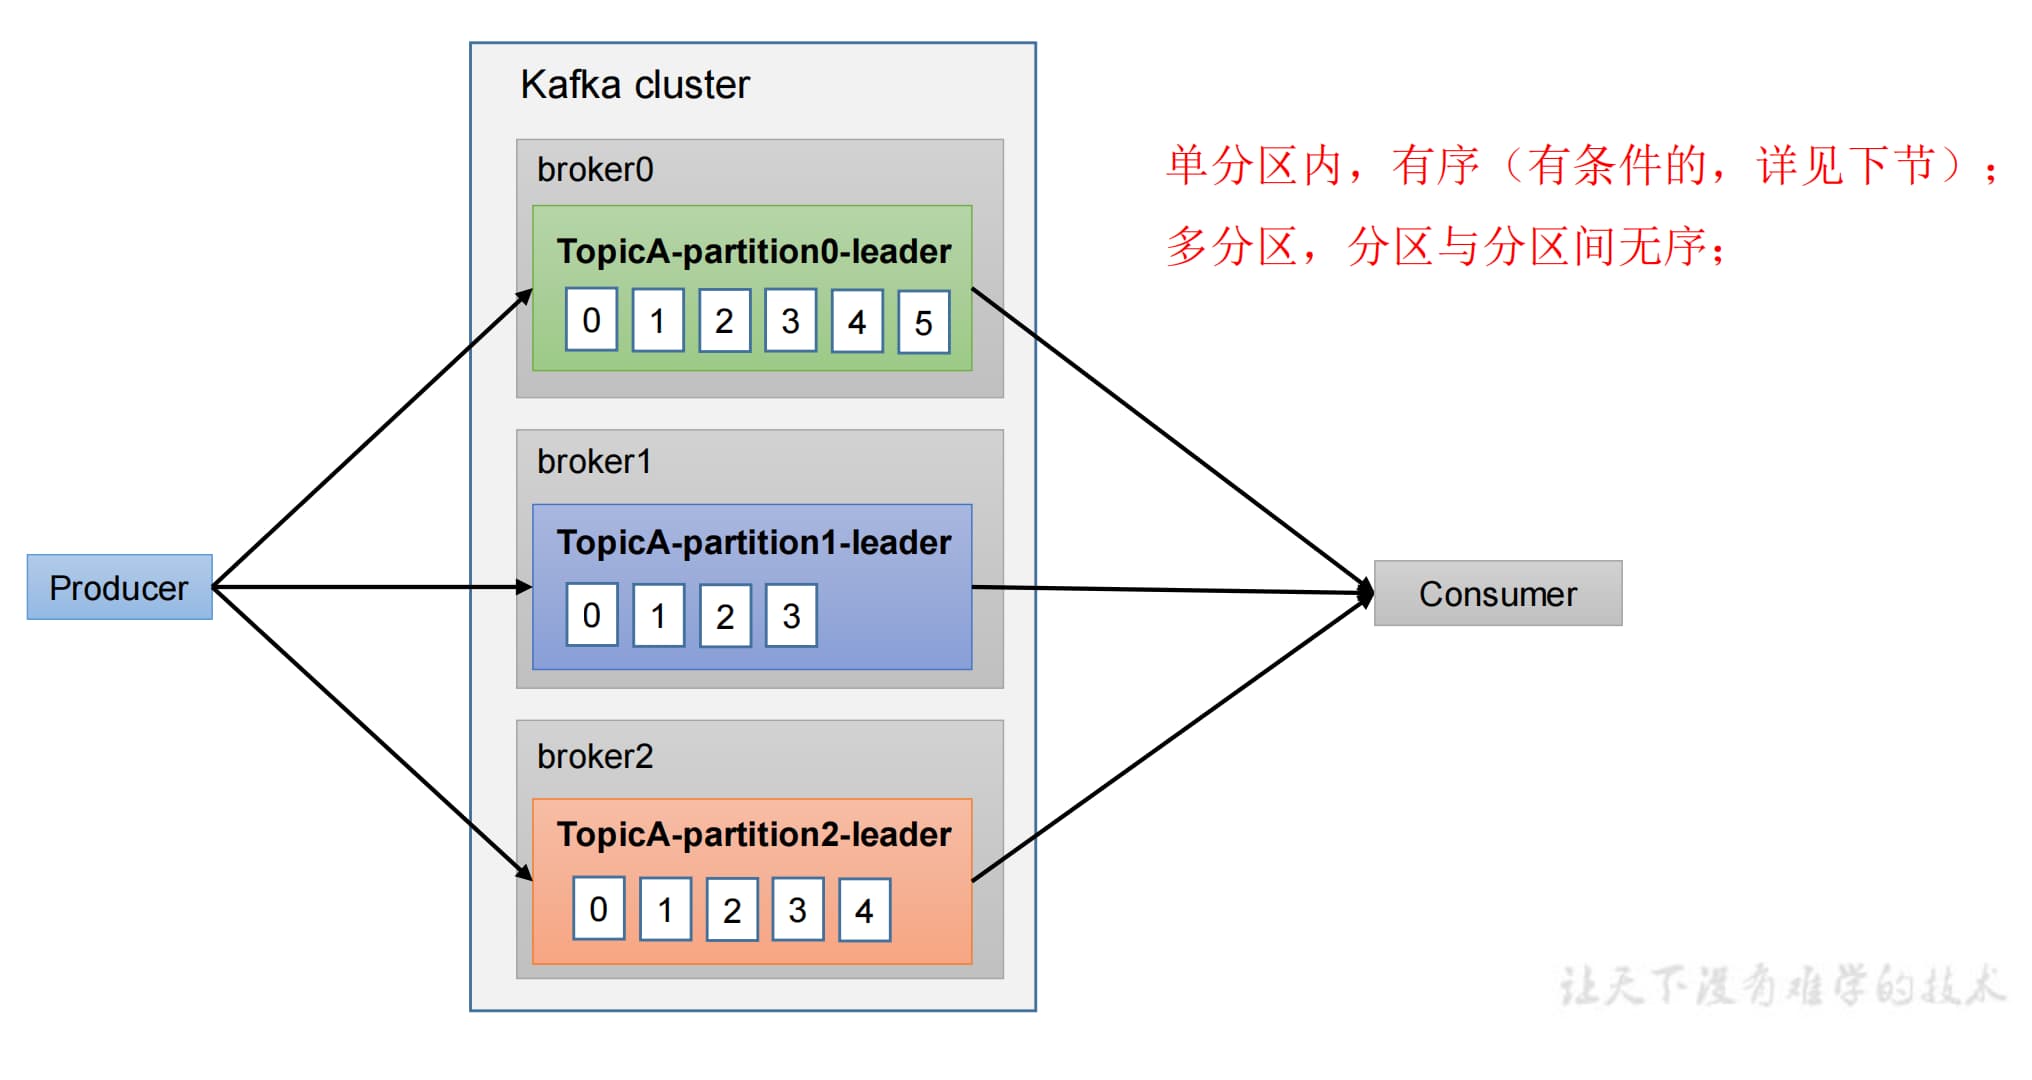 Kafka cluster
broker0
TopicA-partition0-leader
0 1 2 3 4 5
单分区内，有序（有条件的，详见下节）；
多分区，分区与分区间无序；
broker1
TopicA-partition1-leader
0 1 2 3
Producer
Consumer
broker2
TopicA-partition2-leader
0 1 2 3 4
让天下没有难学的技术